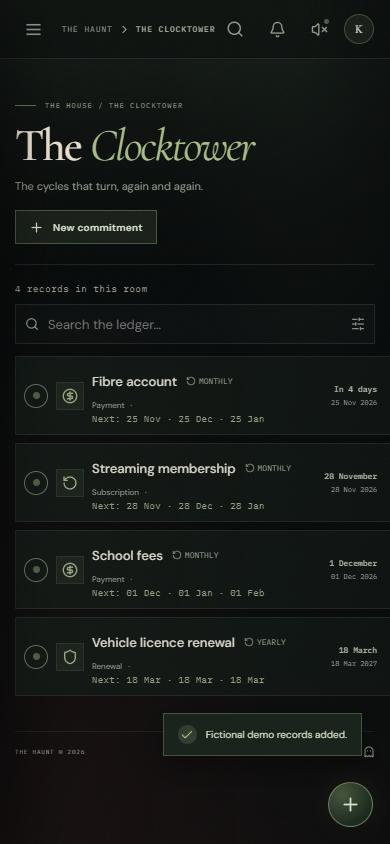 THE HAUNT > THE CLOCKTOWER
K
THE HOUSE / THE CLOCKTOWER
The Clocktower
The cycles that turn, again and again.
+ New commitment
4 records in this room
Search the ledger…
Fibre account MONTHLY
In 4 days
Payment ·
25 Nov 2026
Next: 25 Nov · 25 Dec · 25 Jan
Streaming membership MONTHLY
28 November
Subscription ·
28 Nov 2026
Next: 28 Nov · 28 Dec · 28 Jan
School fees MONTHLY
1 December
Payment ·
01 Dec 2026
Next: 01 Dec · 01 Jan · 01 Feb
Vehicle licence renewal YEARLY
18 March
Renewal ·
18 Mar 2027
Next: 18 Mar · 18 Mar · 18 Mar
Fictional demo records added.
THE HAUNT © 2026
+